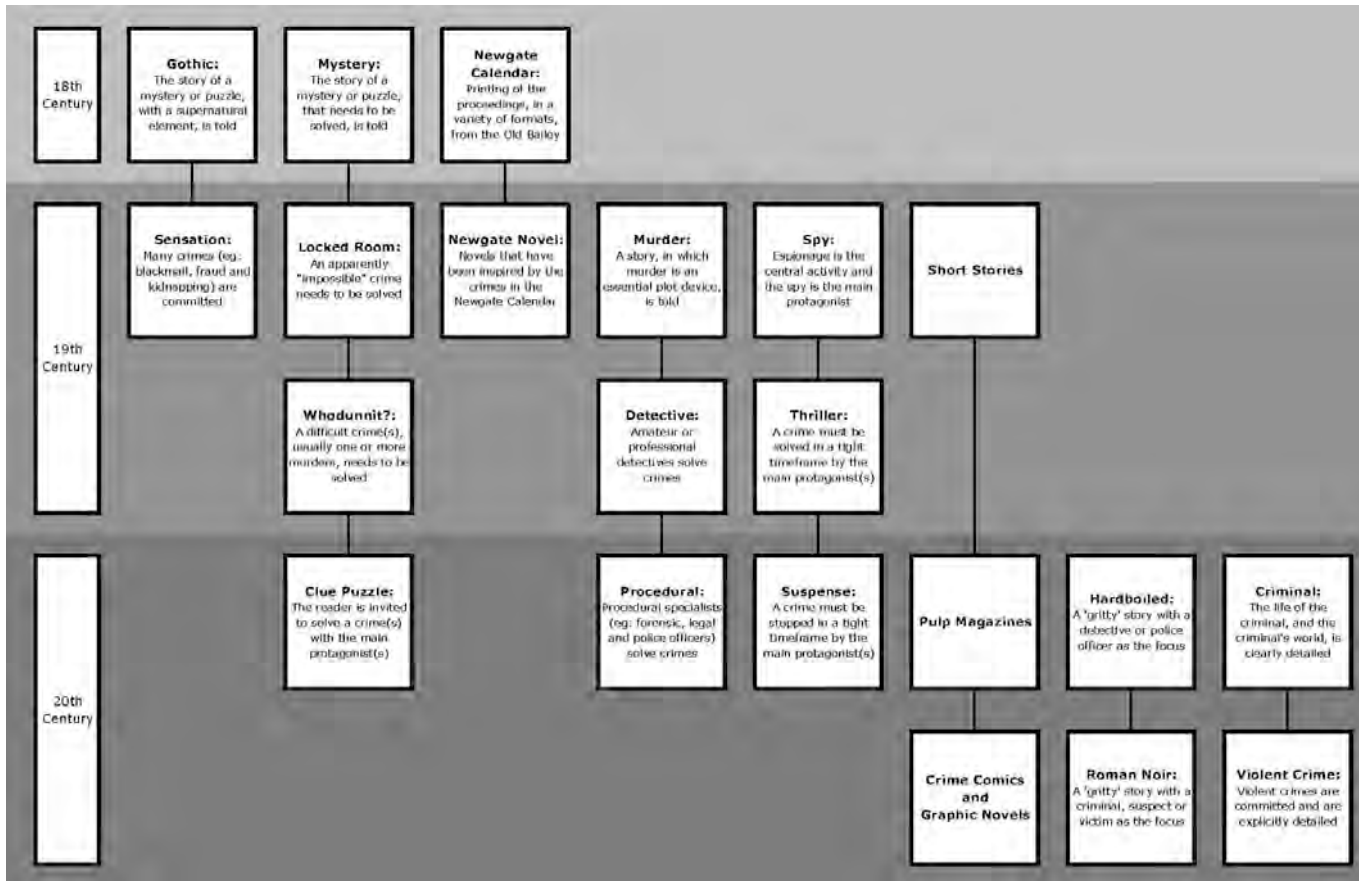 18th
Century
Gothic:
The story of a
mystery or puzzle,
with a supernatural
element, is told
Mystery:
The story of a
mystery or puzzle,
that needs to be
solved, is told
Newgate
Calendar:
Printing of the
proceedings, in a
variety of formats,
from the Old Bailey
19th
Century
Sensation:
Many crimes (eg:
blackmail, fraud and
kidnapping) are
committed
Locked Room:
An apparently
"impossible" crime
needs to be solved
Newgate Novel:
Novels that have
been inspired by the
crimes in the
Newgate Calendar
Murder:
A story, in which
murder is an
essential plot device,
is told
Spy:
Espionage is the
central activity and
the spy is the main
protagonist
Short Stories
Whodunnit?:
A difficult crime(s),
usually one or more
murders, needs to be
solved
Detective:
Amateur or
professional
detectives solve
crimes
Thriller:
A crime must be
solved in a tight
timeframe by the
main protagonist(s)
20th
Century
Clue Puzzle:
The reader is invited
to solve a crime(s)
with the main
protagonist(s)
Procedural:
Procedural specialists
(eg: forensic, legal
and police officers)
solve crimes
Suspense:
A crime must be
stopped in a tight
timeframe by the
main protagonist(s)
Pulp Magazines
Hardboiled:
A 'gritty' story with a
detective or police
officer as the focus
Criminal:
The life of the
criminal, and the
criminal's world, is
clearly detailed
Crime Comics
and
Graphic Novels
Roman Noir:
A 'gritty' story with a
criminal, suspect or
victim as the focus
Violent Crime:
Violent crimes are
committed and are
explicitly detailed